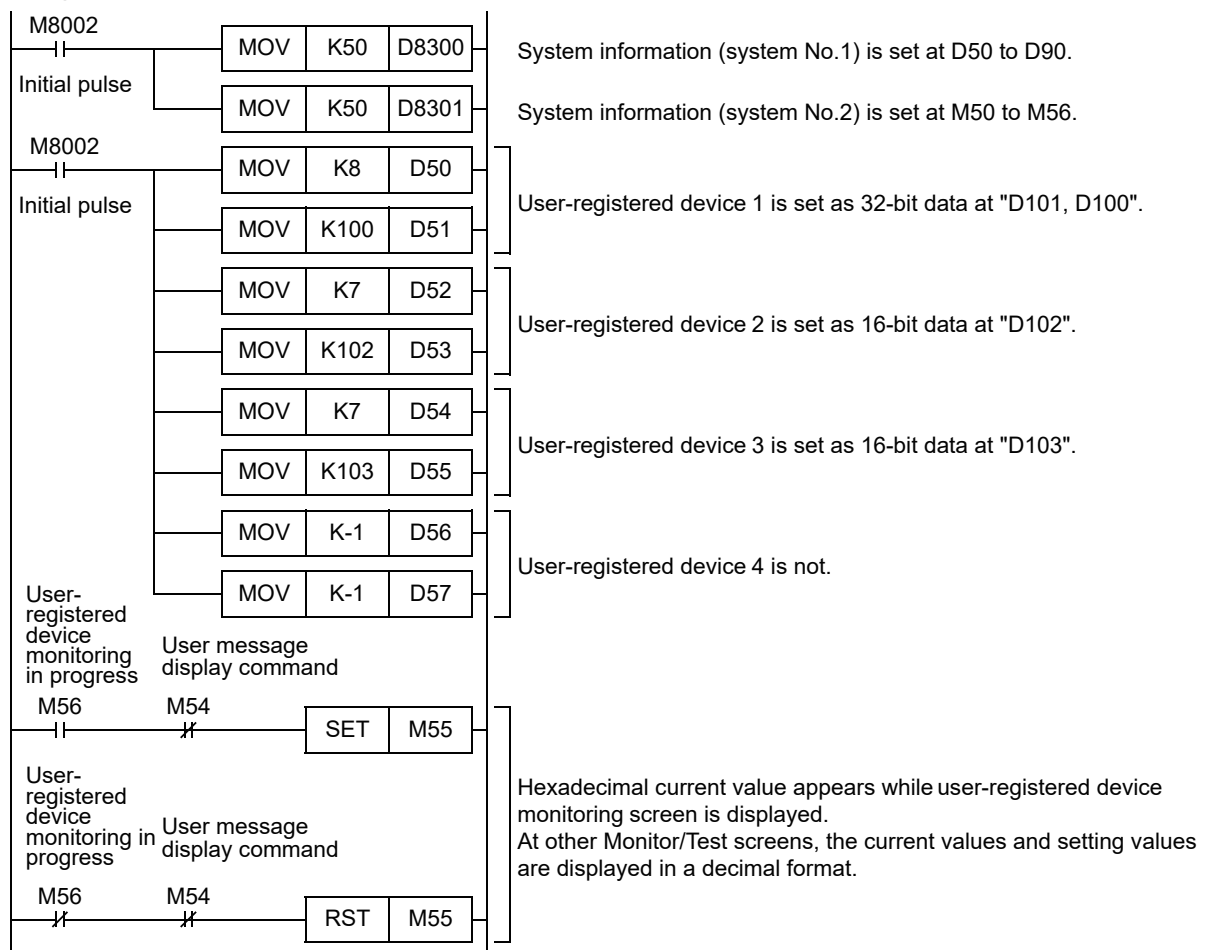 M8002
MOV K50 D8300
System information (system No.1) is set at D50 to D90.
Initial pulse
MOV K50 D8301
System information (system No.2) is set at M50 to M56.
M8002
MOV K8 D50
Initial pulse
User-registered device 1 is set as 32-bit data at "D101, D100".
MOV K100 D51
MOV K7 D52
User-registered device 2 is set as 16-bit data at "D102".
MOV K102 D53
MOV K7 D54
User-registered device 3 is set as 16-bit data at "D103".
MOV K103 D55
MOV K-1 D56
User-registered device 4 is not.
MOV K-1 D57
User-
registered
device
monitoring
in progress
User message
display command
M56 M54
SET M55
Hexadecimal current value appears while user-registered device
monitoring screen is displayed.
At other Monitor/Test screens, the current values and setting values
are displayed in a decimal format.
User-
registered
device
monitoring in
progress
User message
display command
M56 M54
RST M55